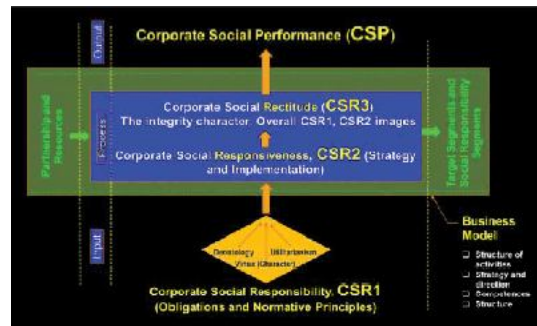 Output
Corporate Social Performance (CSP)
Partnership and
Resources
Process
Corporate Social Rectitude (CSR3)
The integrity character. Overall CSR1, CSR2 images
Corporate Social Responsiveness, CSR2 (Strategy
and Implementation)
Target Segments and
Social Responsibility
Segments
Input
Deontology
Utilitarianism
Virtue (Character)
Corporate Social Responsibility, CSR1
(Obligations and Normative Principles)
Business
Model
Structure of
activities
Strategy and
direction
Competences
Structure